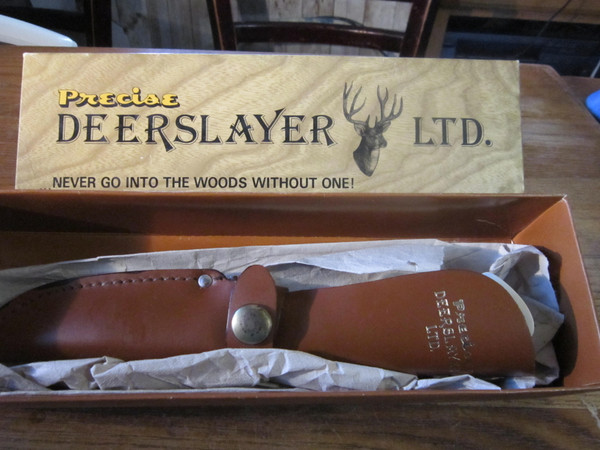 Precise
DEERSLAYER LTD.
...NEVER GO INTO THE WOODS WITHOUT ONE!
DEERSLAYER
LTD.